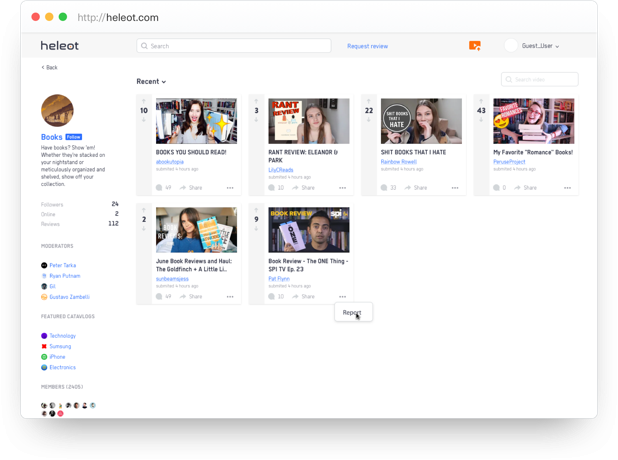 http://heleot.com
heleot
Search
Request review
Guest_User
< Back
Recent
Books
Follow
Have books? Show 'em!
Whether they're stacked
on your nightstand or
meticulously organized and
shelved, show off your
collection.
Followers 24
Online 2
Reviews 112
MODERATORS
Peter Tarka
Ryan Putnam
Gil
Gustavo Zambelli
FEATURED CATAVLOGS
Technology
Sumsung
iPhone
Electronics
MEMBERS (2405)
10
BOOKS YOU SHOULD READ!
abookutopia
submitted 4 hours ago
49
Share
3
RANT
REVIEW
RANT REVIEW: ELEANOR &
PARK
LilyCReads
submitted 4 hours ago
10
Share
22
SHIT BOOKS
THAT I
HATE
SHIT BOOKS THAT I HATE
Rainbow Rowell
submitted 4 hours ago
33
Share
43
FAVORITE
"ROMANCE"
My Favorite "Romance" Books!
PeruseProject
submitted 4 hours ago
0
Share
2
June Book Reviews and Haul:
The Goldfinch + A Little Li..
sunbeamsjess
submitted 4 hours ago
49
Share
9
BOOK REVIEW
spi
Book Review - The ONE Thing -
SPI TV Ep. 23
Pat Flynn
submitted 4 hours ago
10
Share
Report